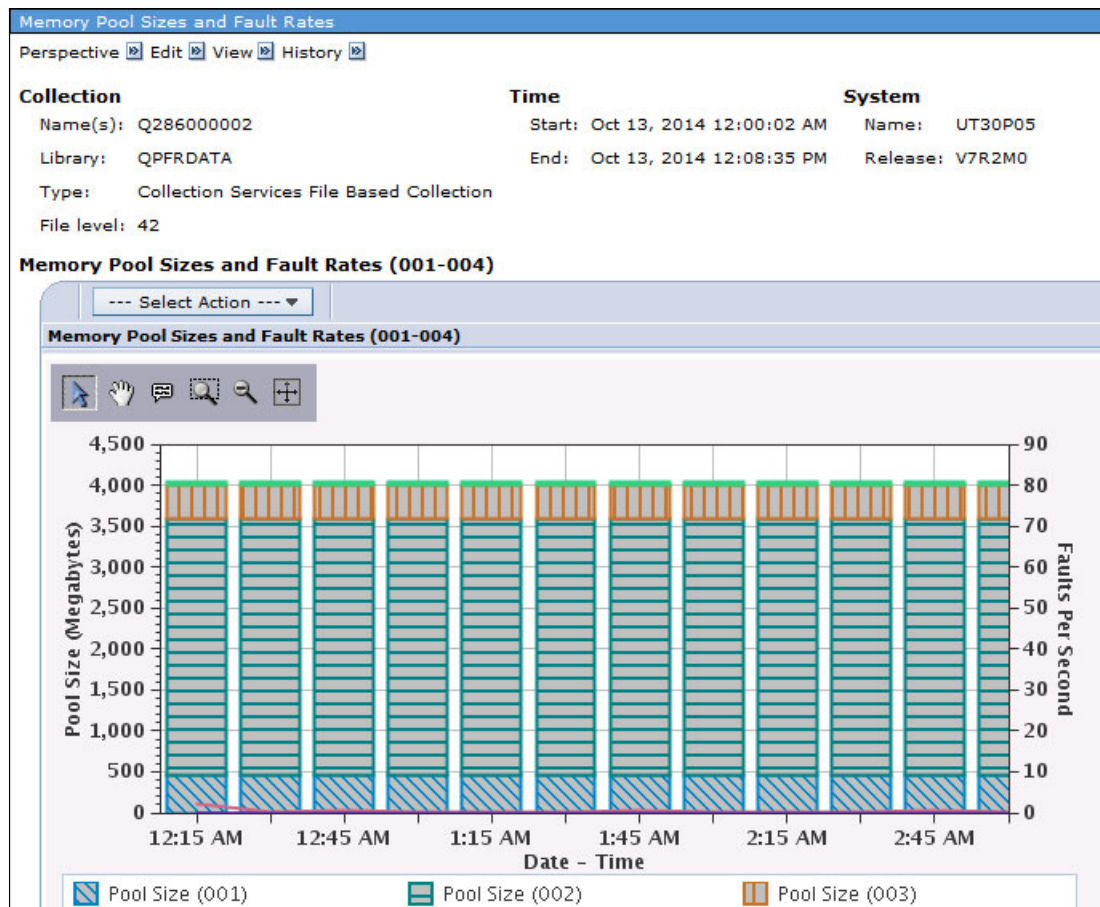 Memory Pool Sizes and Fault Rates
Perspective Edit View History
Collection Time System
Name(s): Q286000002 Start: Oct 13, 2014 12:00:02 AM Name: UT30P05
Library: QPFRDATA End: Oct 13, 2014 12:08:35 PM Release: V7R2M0
Type: Collection Services File Based Collection
File level: 42
Memory Pool Sizes and Fault Rates (001-004)
--- Select Action ---
Memory Pool Sizes and Fault Rates (001-004)
4,500 90
4,000 80
3,500 70
3,000 60
2,500 50
2,000 40
1,500 30
1,000 20
500 10
0 0
Pool Size (Megabytes)
Faults Per Second
12:15 AM 12:45 AM 1:15 AM 1:45 AM 2:15 AM 2:45 AM
Date - Time
Pool Size (001) Pool Size (002) Pool Size (003)